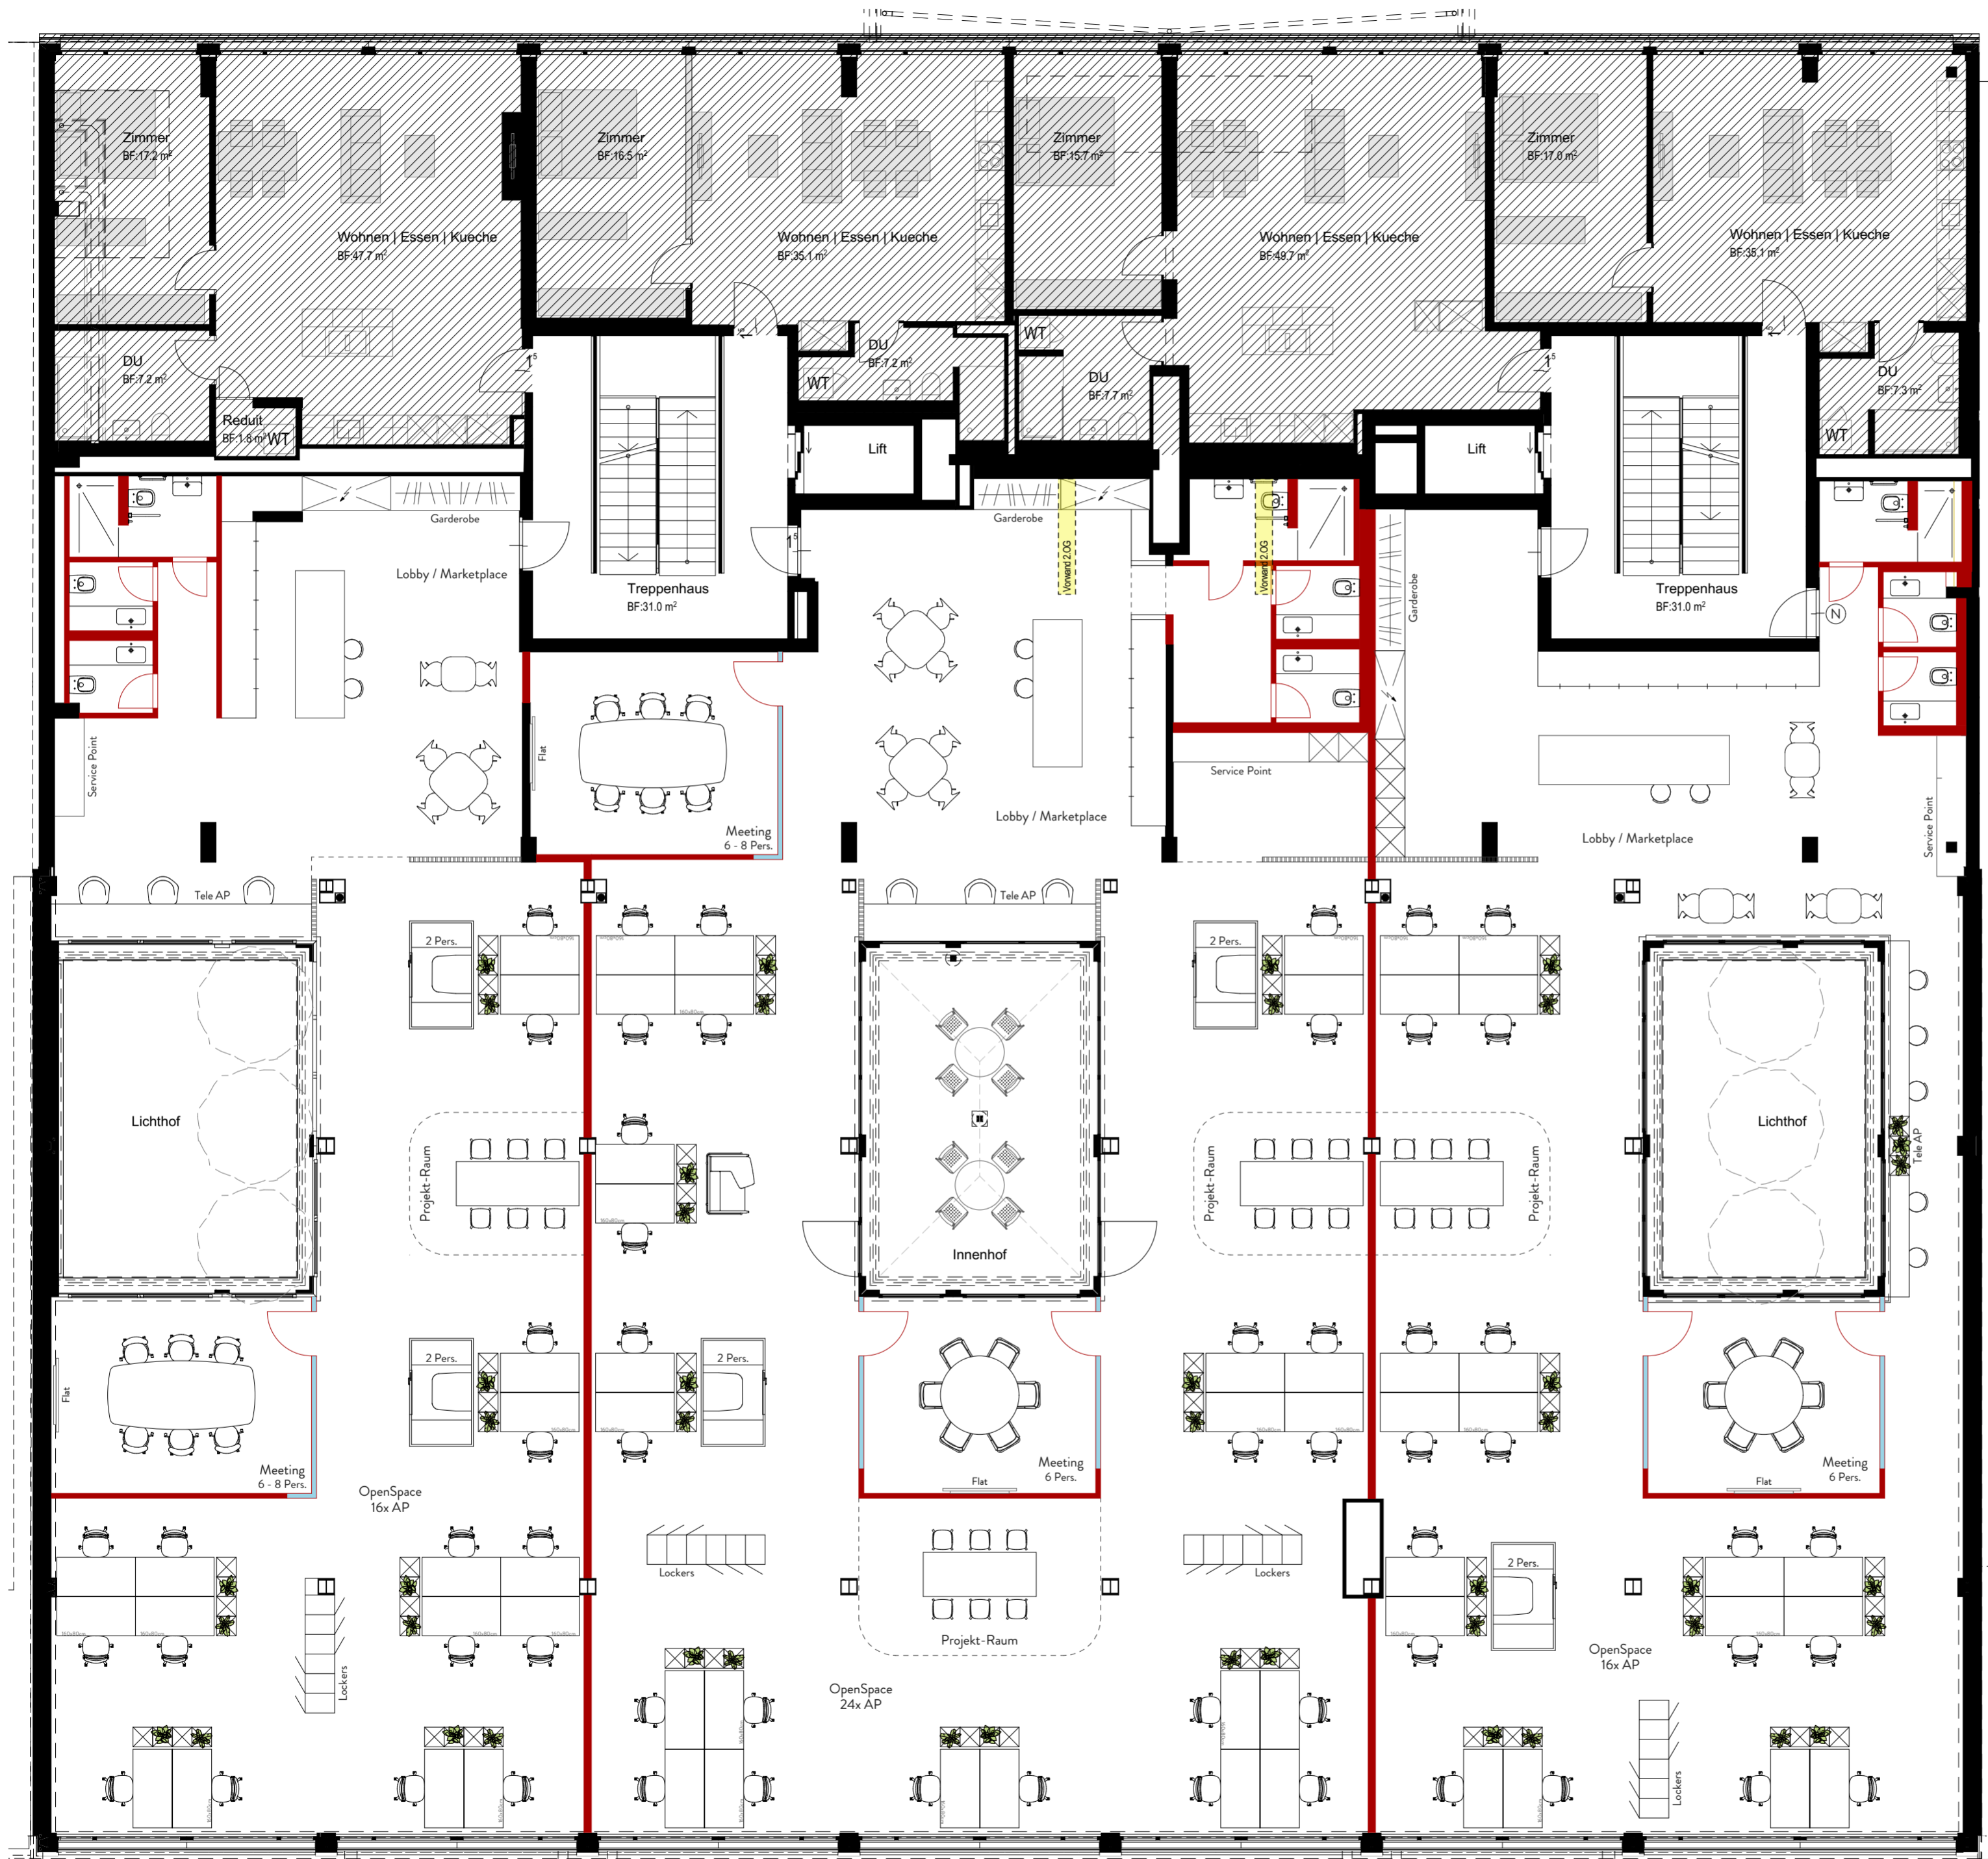 Zimmer
BF:17.2 m²
Wohnen | Essen | Kueche
BF:47.7 m²
Zimmer
BF:16.5 m²
Wohnen | Essen | Kueche
BF:35.1 m²
Zimmer
BF:15.7 m²
Wohnen | Essen | Kueche
BF:49.7 m²
Zimmer
BF:17.0 m²
Wohnen | Essen | Kueche
BF:35.1 m²
DU
BF:7.2 m²
Reduit
BF:1.8 m²
WT
DU
BF:7.2 m²
WT
WT
DU
BF:7.7 m²
DU
BF:7.3 m²
WT
Lift
Lift
Garderobe
Lobby / Marketplace
Treppenhaus
BF:31.0 m²
Garderobe
Vorwand 2.OG
Vorwand 2.OG
Garderobe
Treppenhaus
BF:31.0 m²
N
Service Point
Flat
Meeting
6 - 8 Pers.
Lobby / Marketplace
Service Point
Lobby / Marketplace
Service Point
Tele AP
Tele AP
2 Pers.
2 Pers.
Lichthof
Projekt-Raum
Innenhof
Projekt-Raum
Projekt-Raum
Lichthof
Tele AP
Flat
Meeting
6 - 8 Pers.
2 Pers.
2 Pers.
Meeting
6 Pers.
Flat
Meeting
6 Pers.
Flat
OpenSpace
16x AP
Lockers
Lockers
Projekt-Raum
Lockers
2 Pers.
OpenSpace
16x AP
OpenSpace
24x AP
Lockers